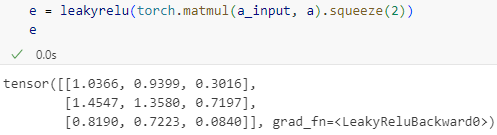 e = leakyrelu(torch.matmul(a_input, a).squeeze(2))
e
0.0s
tensor([[1.0366, 0.9399, 0.3016],
[1.4547, 1.3580, 0.7197],
[0.8190, 0.7223, 0.0840]], grad_fn=<LeakyReluBackward0>)